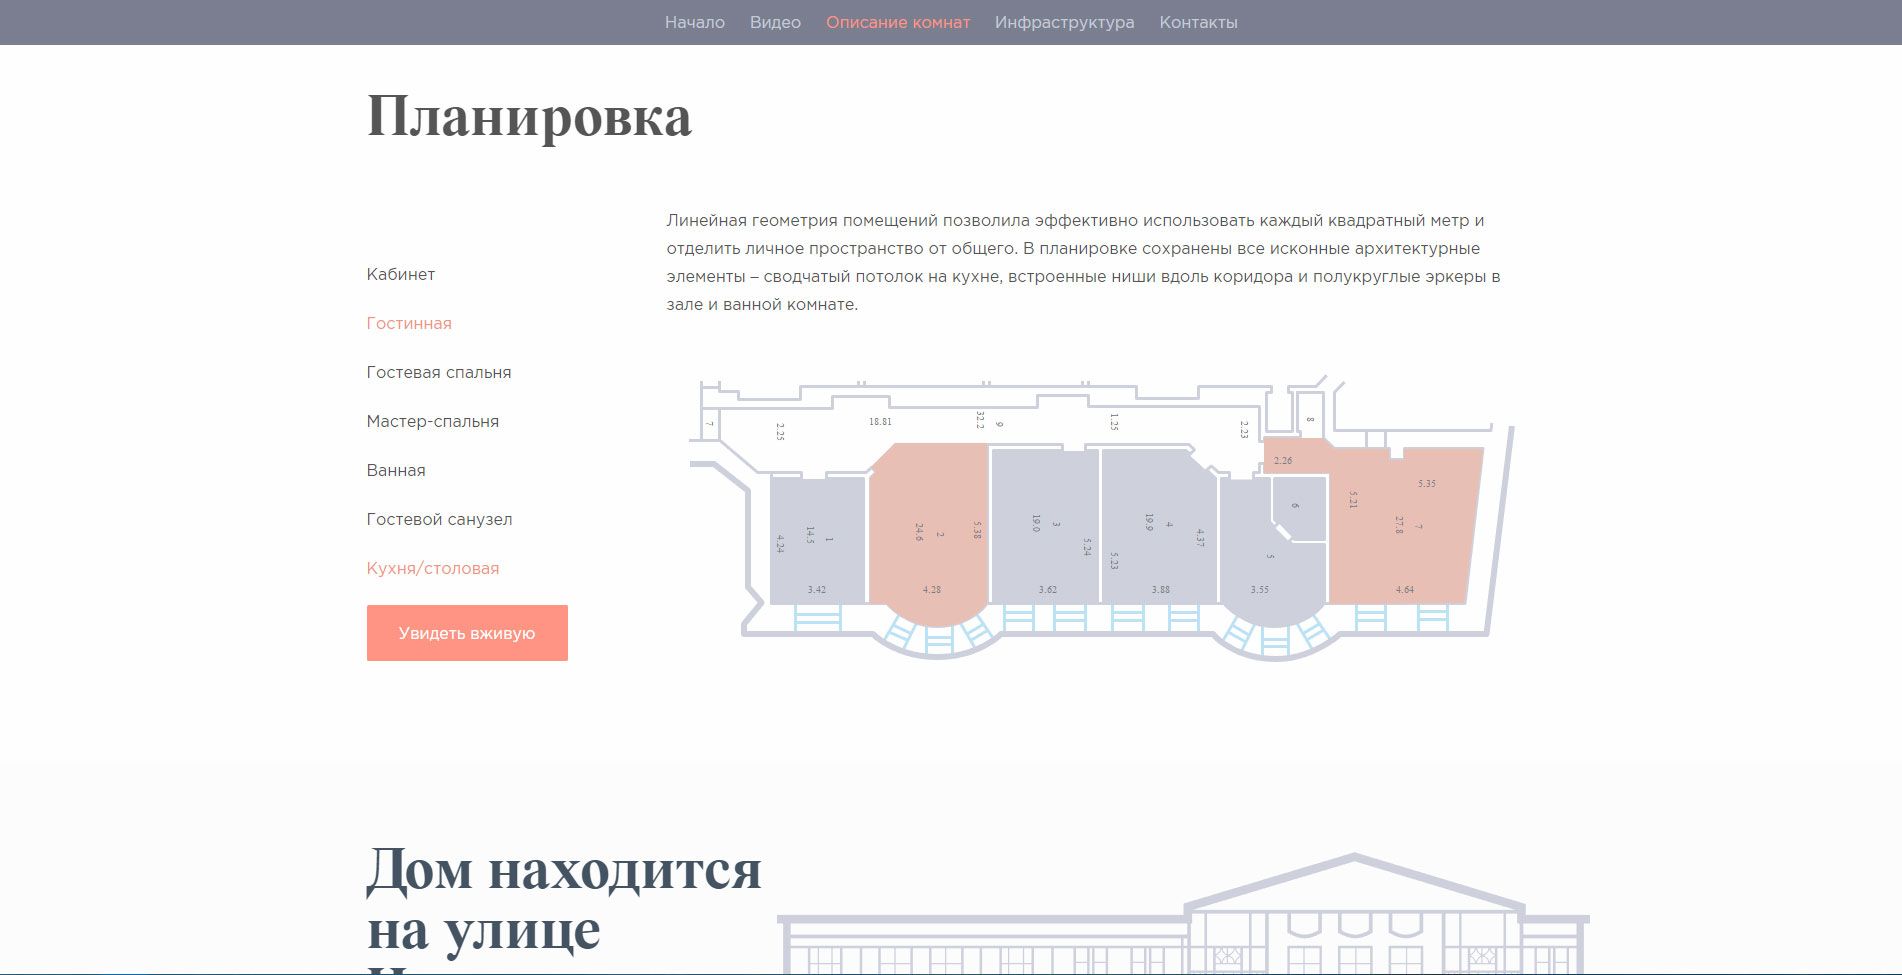 Начало Видео Описание комнат Инфраструктура Контакты
Планировка
Линейная геометрия помещений позволила эффективно использовать каждый квадратный метр и
отделить личное пространство от общего. В планировке сохранены все исконные архитектурные
элементы – сводчатый потолок на кухне, встроенные ниши вдоль коридора и полукруглые эркеры в
зале и ванной комнате.
Кабинет
Гостинная
Гостевая спальня
Мастер-спальня
Ванная
Гостевой санузел
Кухня/столовая
Увидеть вживую
7
2.25
18.81
32.2
9
1.25
2.23
8
2.26
4.24
14.5
1
3.42
24.6
2
5.38
4.28
19.0
3
5.24
3.62
5.23
19.9
4
4.37
3.88
6
5
3.55
5.21
27.8
7
5.35
4.64
Дом находится
на улице